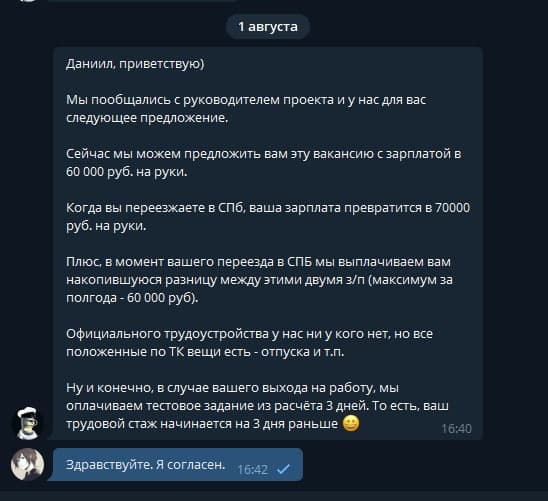 1 августа
Даниил, приветствую)
Мы пообщались с руководителем проекта и у нас для вас
следующее предложение.
Сейчас мы можем предложить вам эту вакансию с зарплатой в
60 000 руб. на руки.
Когда вы переезжаете в СПб, ваша зарплата превратится в 70000
руб. на руки.
Плюс, в момент вашего переезда в СПБ мы выплачиваем вам
накопившуюся разницу между этими двумя з/п (максимум за
полгода - 60 000 руб).
Официального трудоустройства у нас ни у кого нет, но все
положенные по ТК вещи есть - отпуска и т.п.
Ну и конечно, в случае вашего выхода на работу, мы
оплачиваем тестовое задание из расчёта 3 дней. То есть, ваш
трудовой стаж начинается на 3 дня раньше 😄
16:40
Здравствуйте. Я согласен.
16:42